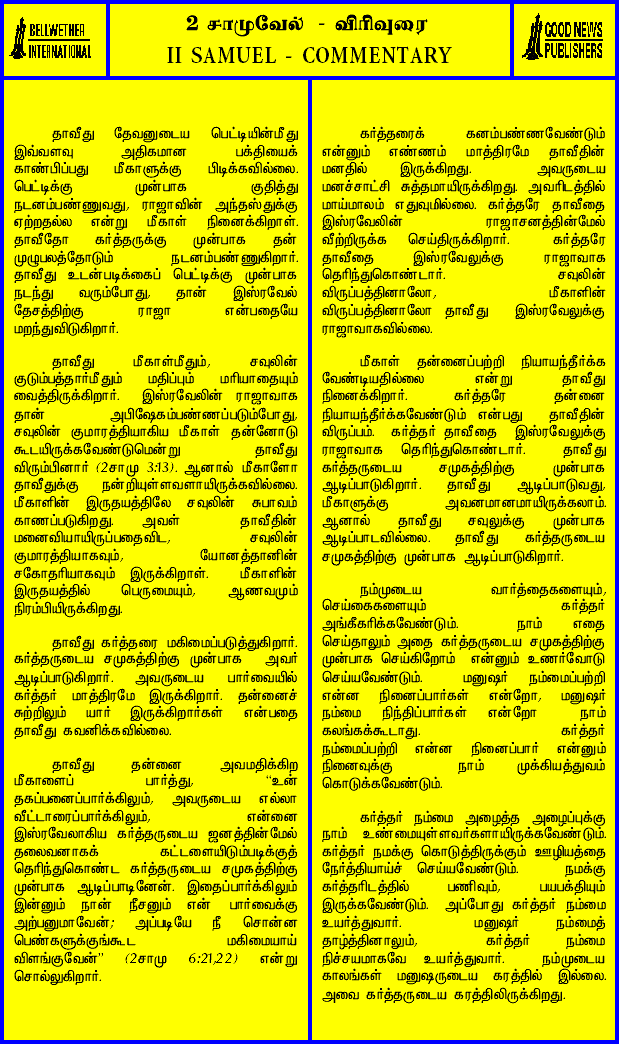 BELLWETHER
INTERNATIONAL
2 சாமுவேல் - விரிவுரை
II SAMUEL - COMMENTARY
GOOD NEWS
PUBLISHERS
தாவீது தேவனுடைய பெட்டியின்மீது
இவ்வளவு அதிகமான பக்தியைக்
காண்பிப்பது மீகாளுக்கு பிடிக்கவில்லை.
பெட்டிக்கு முன்பாக குதித்து
நடனம்பண்ணுவது, ராஜாவின் அந்தஸ்துக்கு
ஏற்றதல்ல என்று மீகாள் நினைக்கிறாள்.
தாவீதோ கர்த்தருக்கு முன்பாக தன்
முழுபலத்தோடும் நடனம்பண்ணுகிறார்.
தாவீது உடன்படிக்கைப் பெட்டிக்கு முன்பாக
நடந்து வரும்போது, தான் இஸ்ரவேல்
தேசத்திற்கு ராஜா என்பதையே
மறந்துவிடுகிறார்.
தாவீது மீகாள்மீதும், சவுலின்
குடும்பத்தார்மீதும் மதிப்பும் மரியாதையும்
வைத்திருக்கிறார். இஸ்ரவேலின் ராஜாவாக
தான் அபிஷேகம்பண்ணப்படும்போது,
சவுலின் குமாரத்தியாகிய மீகாள் தன்னோடு
கூடயிருக்கவேண்டுமென்று தாவீது
விரும்பினார் (2சாமு 3:13). ஆனால் மீகாளோ
தாவீதுக்கு நன்றியுள்ளவளாயிருக்கவில்லை.
மீகாளின் இருதயத்திலே சவுலின் சுபாவம்
காணப்படுகிறது. அவள் தாவீதின்
மனைவியாயிருப்பதைவிட, சவுலின்
குமாரத்தியாகவும், யோனத்தானின்
சகோதரியாகவும் இருக்கிறாள். மீகாளின்
இருதயத்தில் பெருமையும், ஆணவமும்
நிரம்பியிருக்கிறது.
தாவீது கர்த்தரை மகிமைப்படுத்துகிறார்.
கர்த்தருடைய சமுகத்திற்கு முன்பாக அவர்
ஆடிப்பாடுகிறார். அவருடைய பார்வையில்
கர்த்தர் மாத்திரமே இருக்கிறார். தன்னைச்
சுற்றிலும் யார் இருக்கிறார்கள் என்பதை
தாவீது கவனிக்கவில்லை.
தாவீது தன்னை அவமதிக்கிற
மீகாளைப் பார்த்து, “உன்
தகப்பனைப்பார்க்கிலும், அவருடைய எல்லா
வீட்டாரைப்பார்க்கிலும், என்னை
இஸ்ரவேலாகிய கர்த்தருடைய ஜனத்தின்மேல்
தலைவனாகக் கட்டளையிடும்படிக்குத்
தெரிந்துகொண்ட கர்த்தருடைய சமுகத்திற்கு
முன்பாக ஆடிப்பாடினேன். இதைப்பார்க்கிலும்
இன்னும் நான் நீசனும் என் பார்வைக்கு
அற்பனுமாவேன்; அப்படியே நீ சொன்ன
பெண்களுக்குங்கூட மகிமையாய்
விளங்குவேன்” (2சாமு 6:21,22) என்று
சொல்லுகிறார்.
கர்த்தரைக் கனம்பண்ணவேண்டும்
என்னும் எண்ணம் மாத்திரமே தாவீதின்
மனதில் இருக்கிறது. அவருடைய
மனச்சாட்சி சுத்தமாயிருக்கிறது. அவரிடத்தில்
மாய்மாலம் எதுவுமில்லை. கர்த்தரே தாவீதை
இஸ்ரவேலின் ராஜாசனத்தின்மேல்
வீற்றிருக்க செய்திருக்கிறார். கர்த்தரே
தாவீதை இஸ்ரவேலுக்கு ராஜாவாக
தெரிந்துகொண்டார். சவுலின்
விருப்பத்தினாலோ, மீகாளின்
விருப்பத்தினாலோ தாவீது இஸ்ரவேலுக்கு
ராஜாவாகவில்லை.
மீகாள் தன்னைப்பற்றி நியாயந்தீர்க்க
வேண்டியதில்லை என்று தாவீது
நினைக்கிறார். கர்த்தரே தன்னை
நியாயந்தீர்க்கவேண்டும் என்பது தாவீதின்
விருப்பம். கர்த்தர் தாவீதை இஸ்ரவேலுக்கு
ராஜாவாக தெரிந்துகொண்டார். தாவீது
கர்த்தருடைய சமுகத்திற்கு முன்பாக
ஆடிப்பாடுகிறார். தாவீது ஆடிப்பாடுவது,
மீகாளுக்கு அவனமானமாயிருக்கலாம்.
ஆனால் தாவீது சவுலுக்கு முன்பாக
ஆடிப்பாடவில்லை. தாவீது கர்த்தருடைய
சமுகத்திற்கு முன்பாக ஆடிப்பாடுகிறார்.
நம்முடைய வார்த்தைகளையும்,
செய்கைகளையும் கர்த்தர்
அங்கீகரிக்கவேண்டும். நாம் எதை
செய்தாலும் அதை கர்த்தருடைய சமுகத்திற்கு
முன்பாக செய்கிறோம் என்னும் உணர்வோடு
செய்யவேண்டும். மனுஷர் நம்மைப்பற்றி
என்ன நினைப்பார்கள் என்றோ, மனுஷர்
நம்மை நிந்திப்பார்கள் என்றோ நாம்
கலங்கக்கூடாது. கர்த்தர்
நம்மைப்பற்றி என்ன நினைப்பார் என்னும்
நினைவுக்கு நாம் முக்கியத்துவம்
கொடுக்கவேண்டும்.
கர்த்தர் நம்மை அழைத்த அழைப்புக்கு
நாம் உண்மையுள்ளவர்களாயிருக்கவேண்டும்.
கர்த்தர் நமக்கு கொடுத்திருக்கும் ஊழியத்தை
நேர்த்தியாய்ச் செய்யவேண்டும். நமக்கு
கர்த்தரிடத்தில் பணிவும், பயபக்தியும்
இருக்கவேண்டும். அப்போது கர்த்தர் நம்மை
உயர்த்துவார். மனுஷர் நம்மைத்
தாழ்த்தினாலும், கர்த்தர் நம்மை
நிச்சயமாகவே உயர்த்துவார். நம்முடைய
காலங்கள் மனுஷருடைய கரத்தில் இல்லை.
அவை கர்த்தருடைய கரத்திலிருக்கிறது.